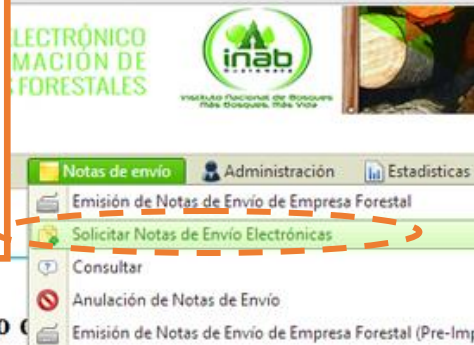 LECTRÓNICO
MACIÓN DE
FORESTALES
inab
Instituto Nacional de Bosques
Más Bosques, Más Vida
Notas de envío Administración Estadisticas
Emisión de Notas de Envío de Empresa Forestal
Solicitar Notas de Envío Electrónicas
Consultar
Anulación de Notas de Envío
Emisión de Notas de Envío de Empresa Forestal (Pre-Imp